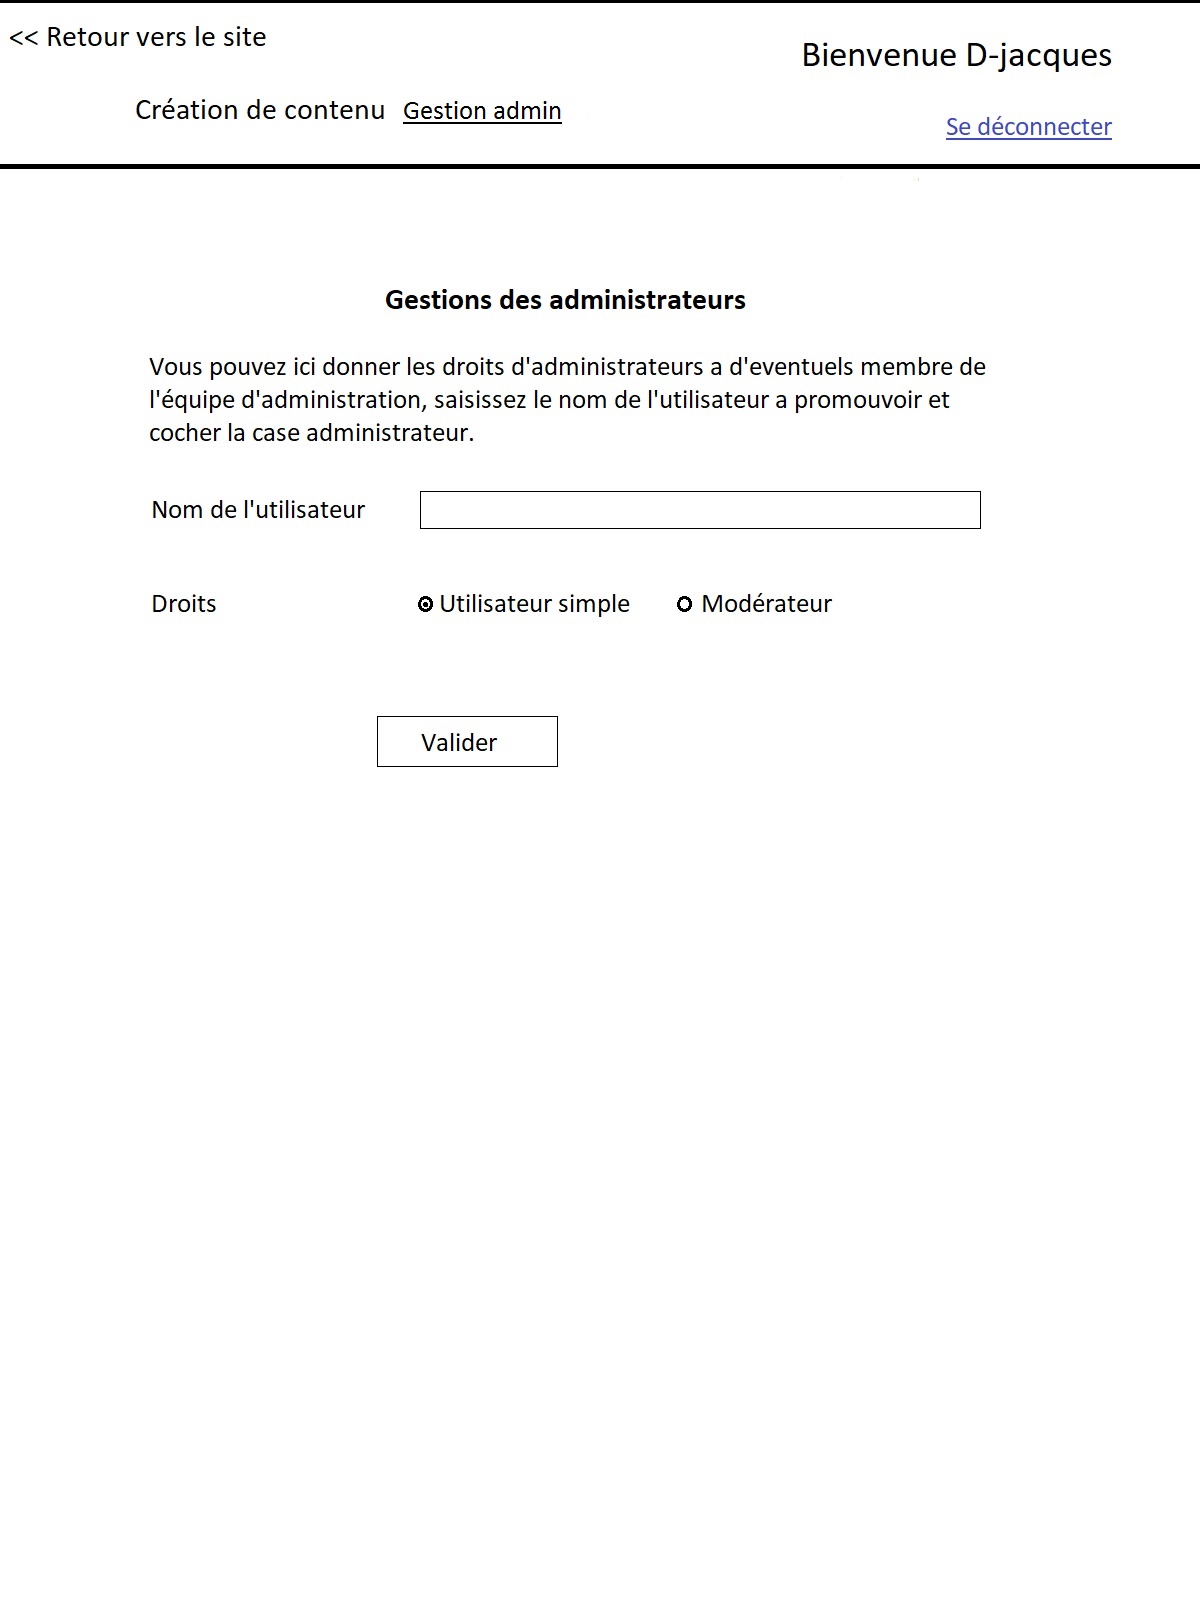 << Retour vers le site
Bienvenue D-jacques
Création de contenu Gestion admin
Se déconnecter
Gestions des administrateurs
Vous pouvez ici donner les droits d'administrateurs a d'eventuels membre de
l'équipe d'administration, saisissez le nom de l'utilisateur a promouvoir et
cocher la case administrateur.
Nom de l'utilisateur
Droits Utilisateur simple Modérateur
Valider